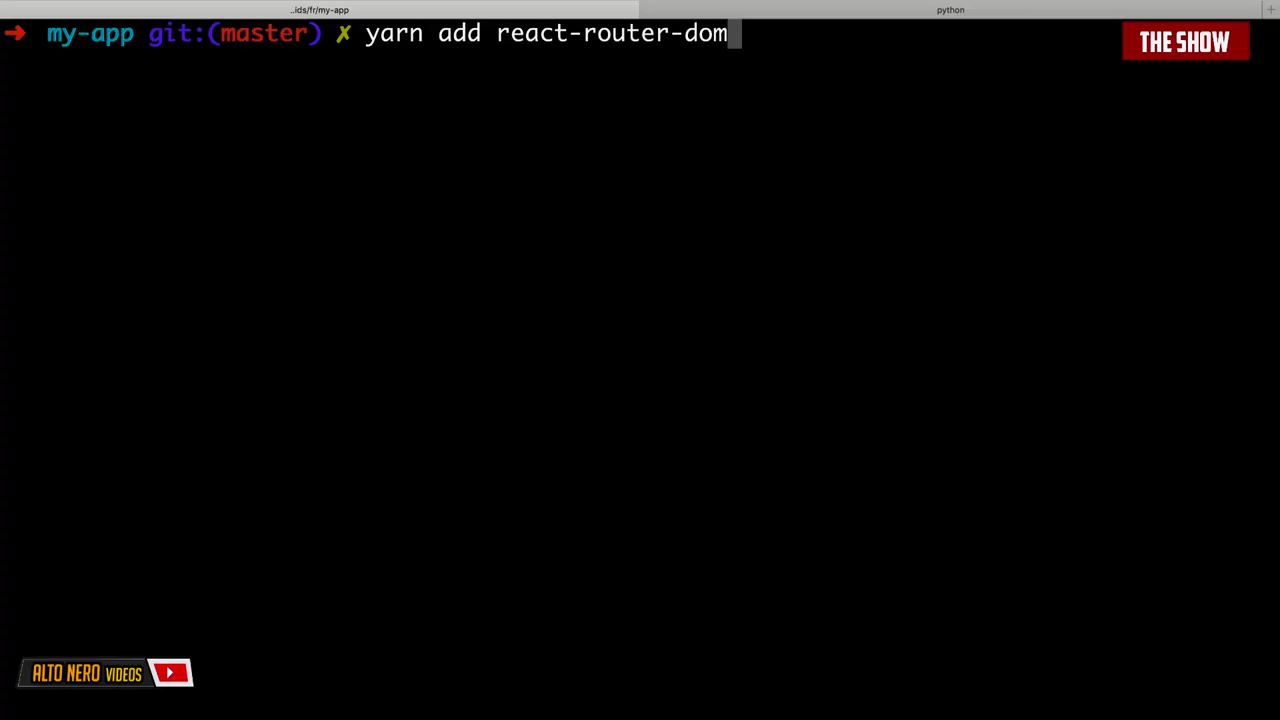 ..ids/fr/my-app
python
+
➜ my-app git:(master) ✗ yarn add react-router-dom
THE SHOW
ALTO NERO VIDEOS